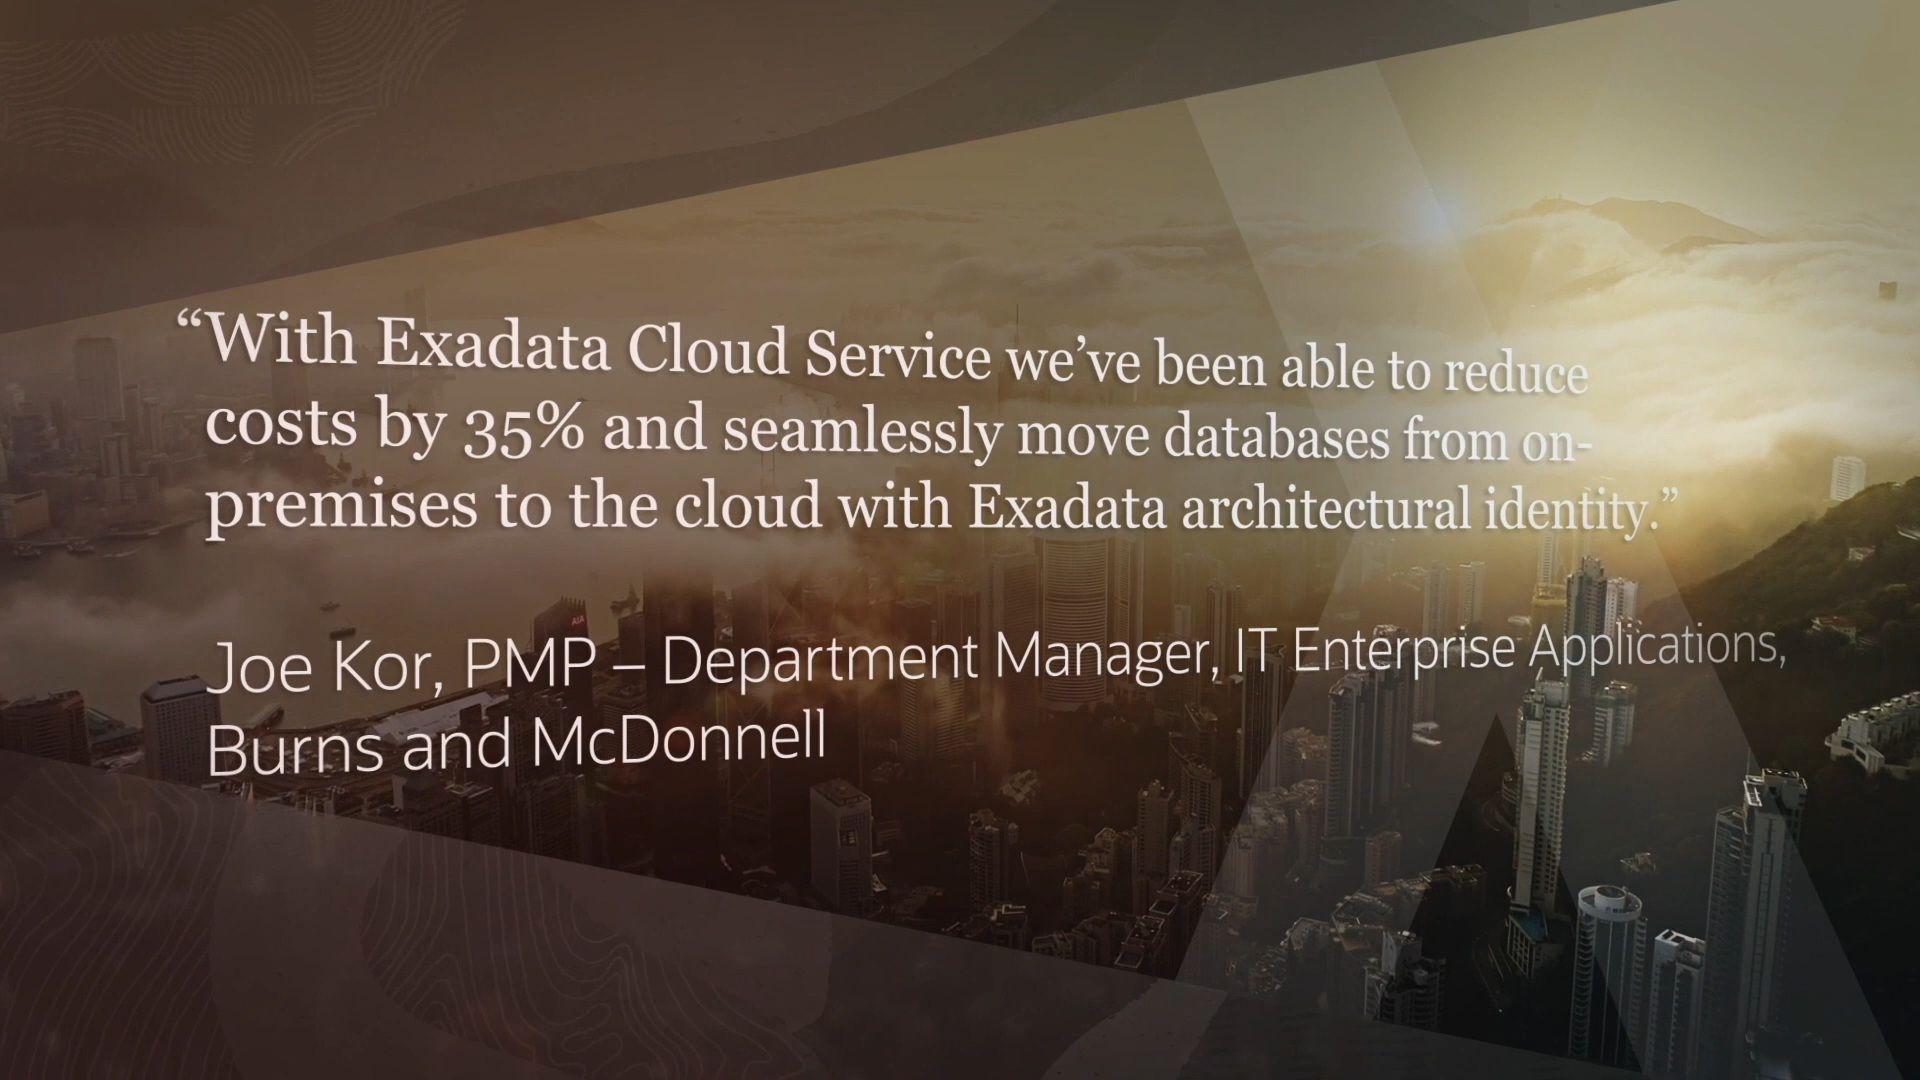 “With Exadata Cloud Service we’ve been able to reduce
costs by 35% and seamlessly move databases from on-
premises to the cloud with Exadata architectural identity.”
Joe Kor, PMP – Department Manager, IT Enterprise Applications,
Burns and McDonnell
AIA